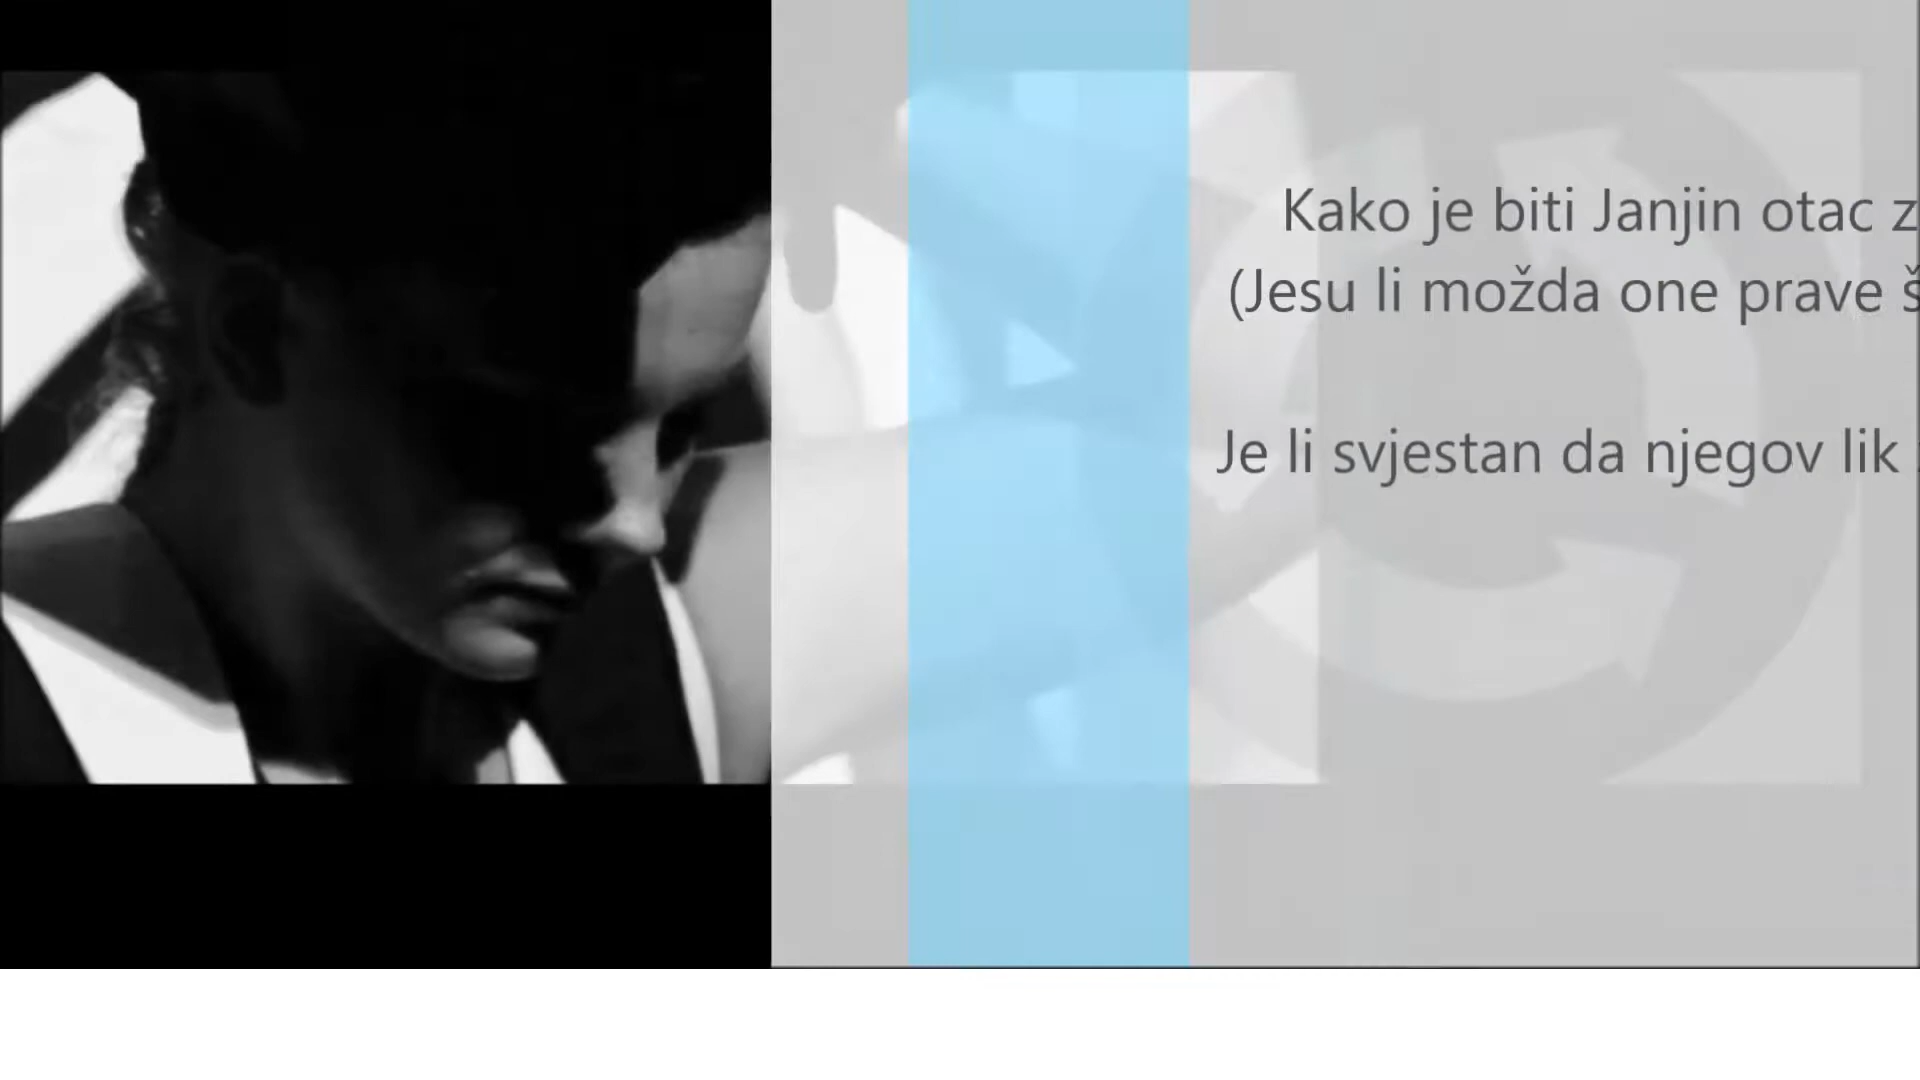 Kako je biti Janjin otac
(Jesu li možda one prave
Je li svjestan da njegov lik